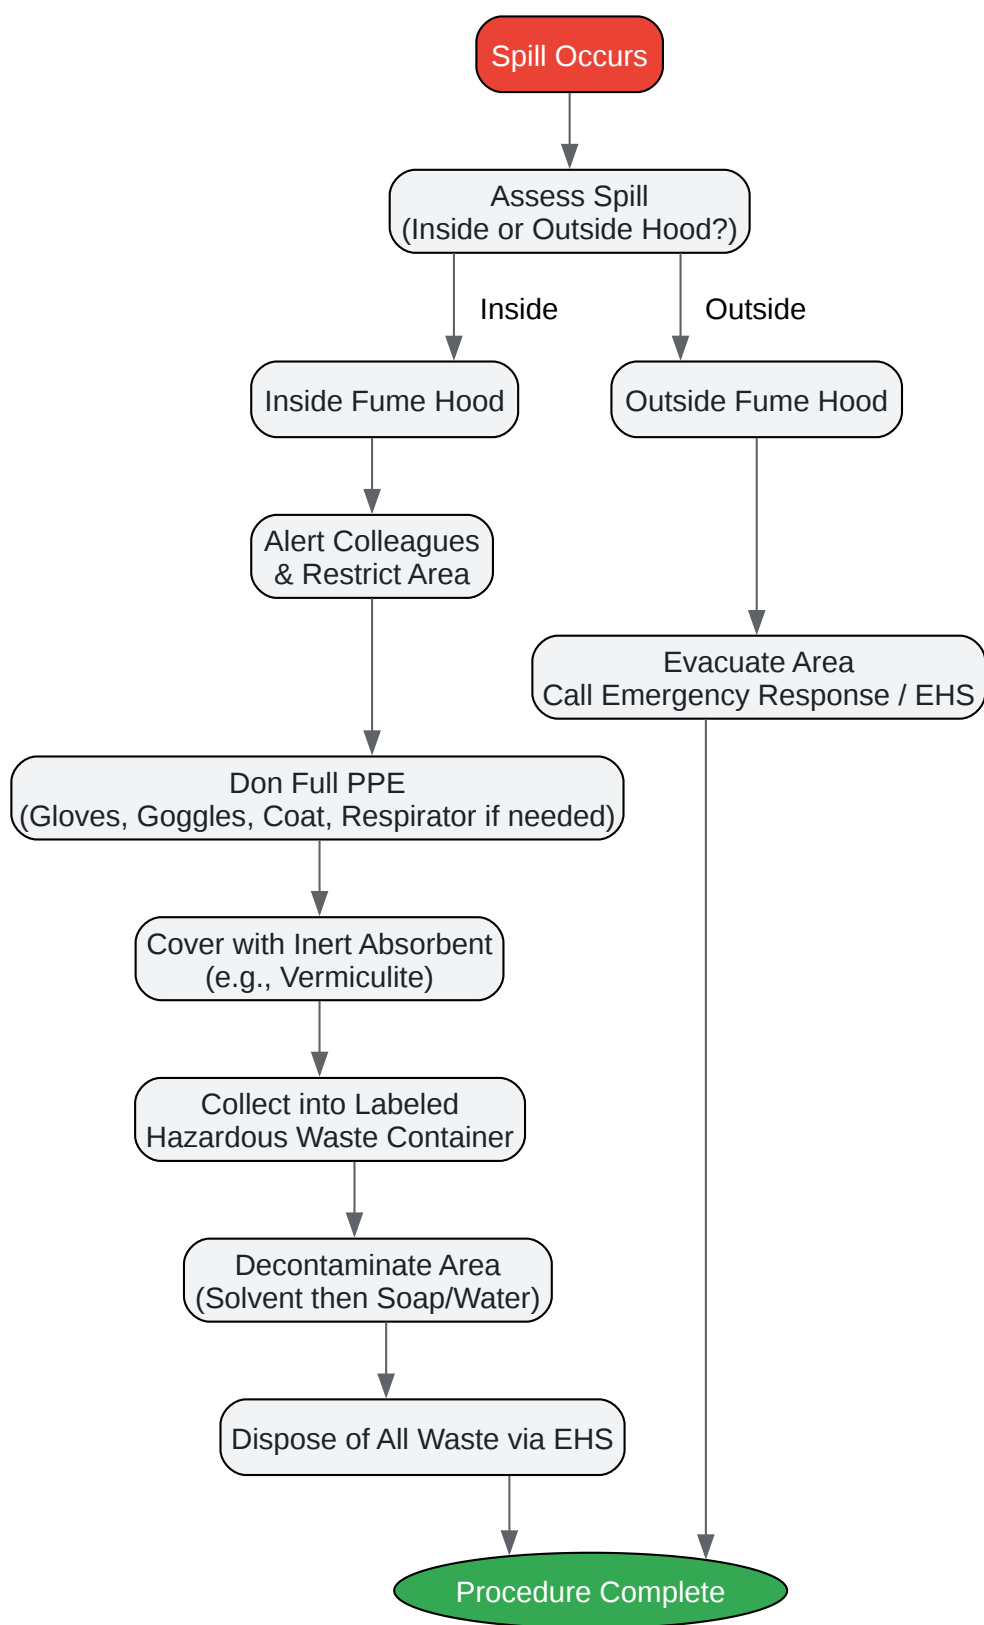 Spill Occurs
Assess Spill
(Inside or Outside Hood?)
Inside
Outside
Inside Fume Hood
Outside Fume Hood
Alert Colleagues
& Restrict Area
Evacuate Area
Call Emergency Response / EHS
Don Full PPE
(Gloves, Goggles, Coat, Respirator if needed)
Cover with Inert Absorbent
(e.g., Vermiculite)
Collect into Labeled
Hazardous Waste Container
Decontaminate Area
(Solvent then Soap/Water)
Dispose of All Waste via EHS
Procedure Complete